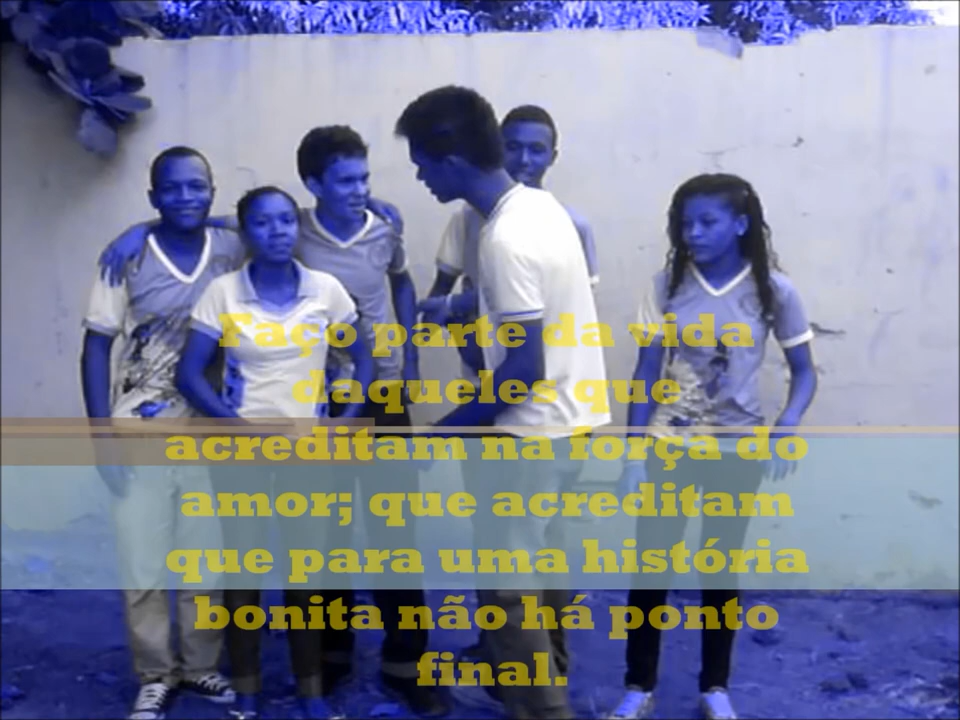 Faço parte da vida
daqueles que
acreditam na força do
amor; que acreditam
que para uma história
bonita não há ponto
final.